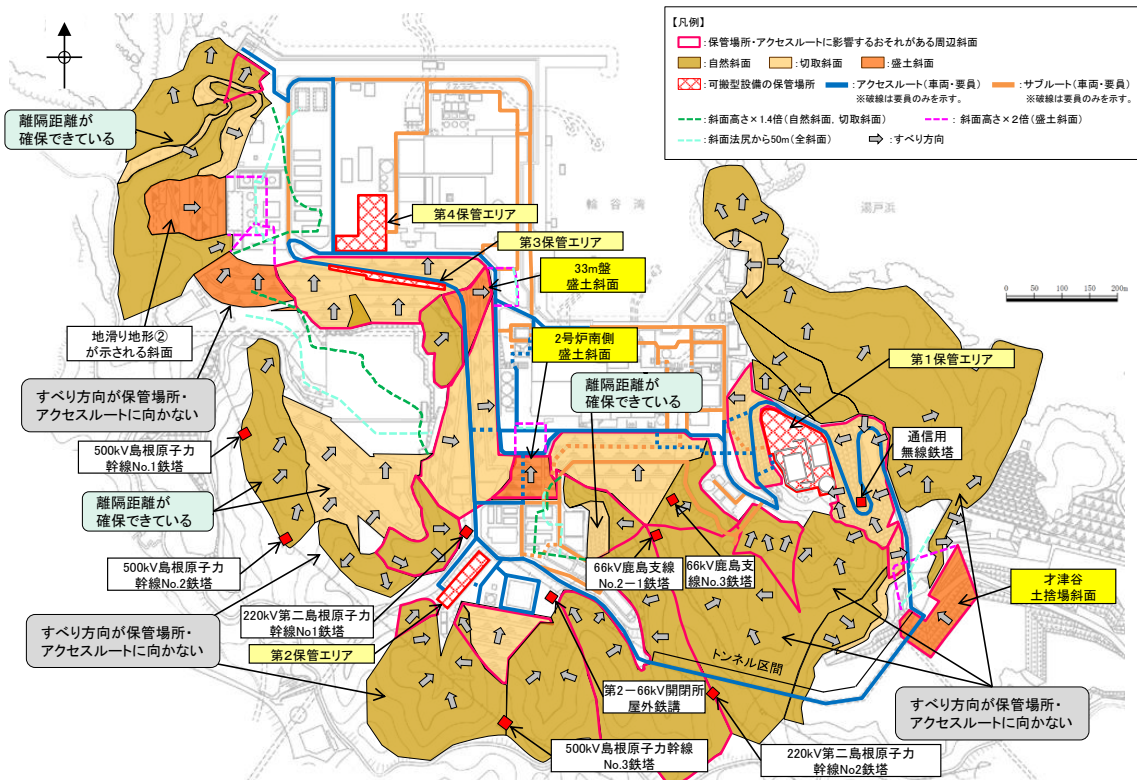 【凡例】
:保管場所・アクセスルートに影響するおそれがある周辺斜面
:自然斜面
:切取斜面
:盛土斜面
:可搬型設備の保管場所
:アクセスルート(車両・要員)
※破線は要員のみを示す。
:サブルート(車両・要員)
※破線は要員のみを示す。
:斜面高さ×1.4倍(自然斜面、切取斜面)
:斜面高さ×2倍(盛土斜面)
:斜面法尻から50m(全斜面)
:すべり方向
離隔距離が
確保できている
第4保管エリア
輪谷湾
湯戸浜
第3保管エリア
33m盤
盛土斜面
0 50 100 150 200m
地滑り地形②
が示される斜面
2号炉南側
盛土斜面
第1保管エリア
離隔距離が
確保できている
すべり方向が保管場所・
アクセスルートに向かない
通信用
無線鉄塔
500kV島根原子力
幹線No.1鉄塔
離隔距離が
確保できている
500kV島根原子力
幹線No.2鉄塔
66kV鹿島支線
No.2-1鉄塔
66kV鹿島支
線No.3鉄塔
才津谷
土捨場斜面
220kV第二島根原子力
幹線No1鉄塔
すべり方向が保管場所・
アクセスルートに向かない
第2保管エリア
トンネル区間
第2-66kV開閉所
屋外鉄講
すべり方向が保管場所・
アクセスルートに向かない
500kV島根原子力幹線
No.3鉄塔
220kV第二島根原子力
幹線No2鉄塔